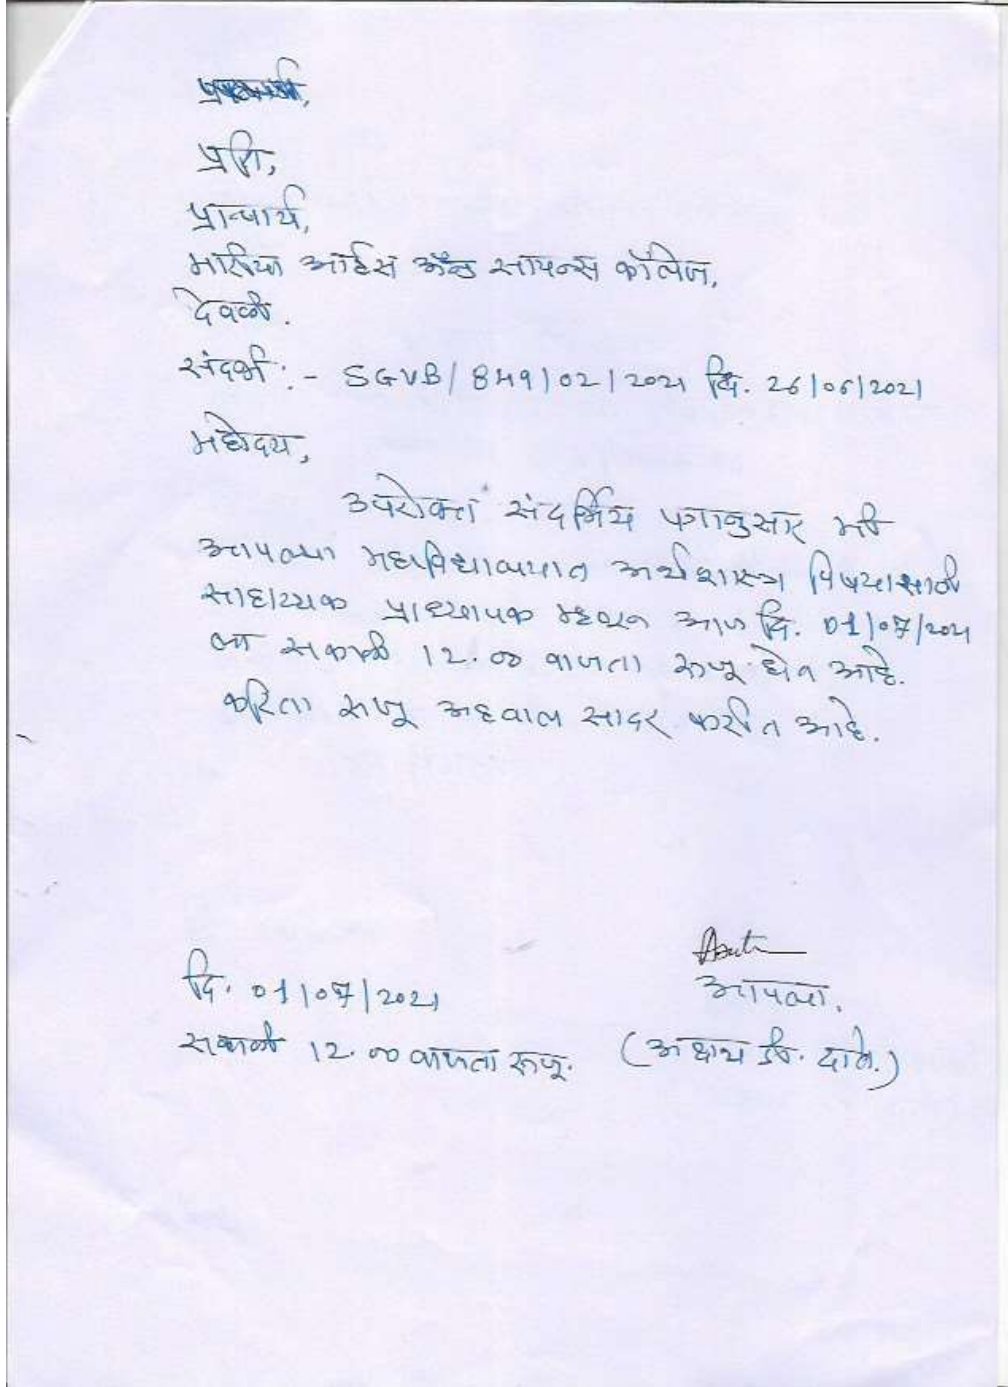 प्रति,
प्राचार्य,
आर्टस अँन्ड सायन्स कॉलेज,
देवळी.
संदर्भ :- SGVB/849/02/2021 दि. 26/06/2021
महोदय,
उपरोक्त संदर्भिय पत्रानुसार मी
आपल्या महाविद्यालयात अर्थशास्त्र विषयासाठी
साहाय्यक प्राध्यापक म्हणून आज दि. 01/07/2021
ला सकाळी 12.00 वाजता रुजू होत आहे.
करिता रुजू अहवाल सादर करीत आहे.
आपला.
दि. 01/07/2021
सकाळी 12.00 वाजता रुजू. (अक्षय डी. दाते.)